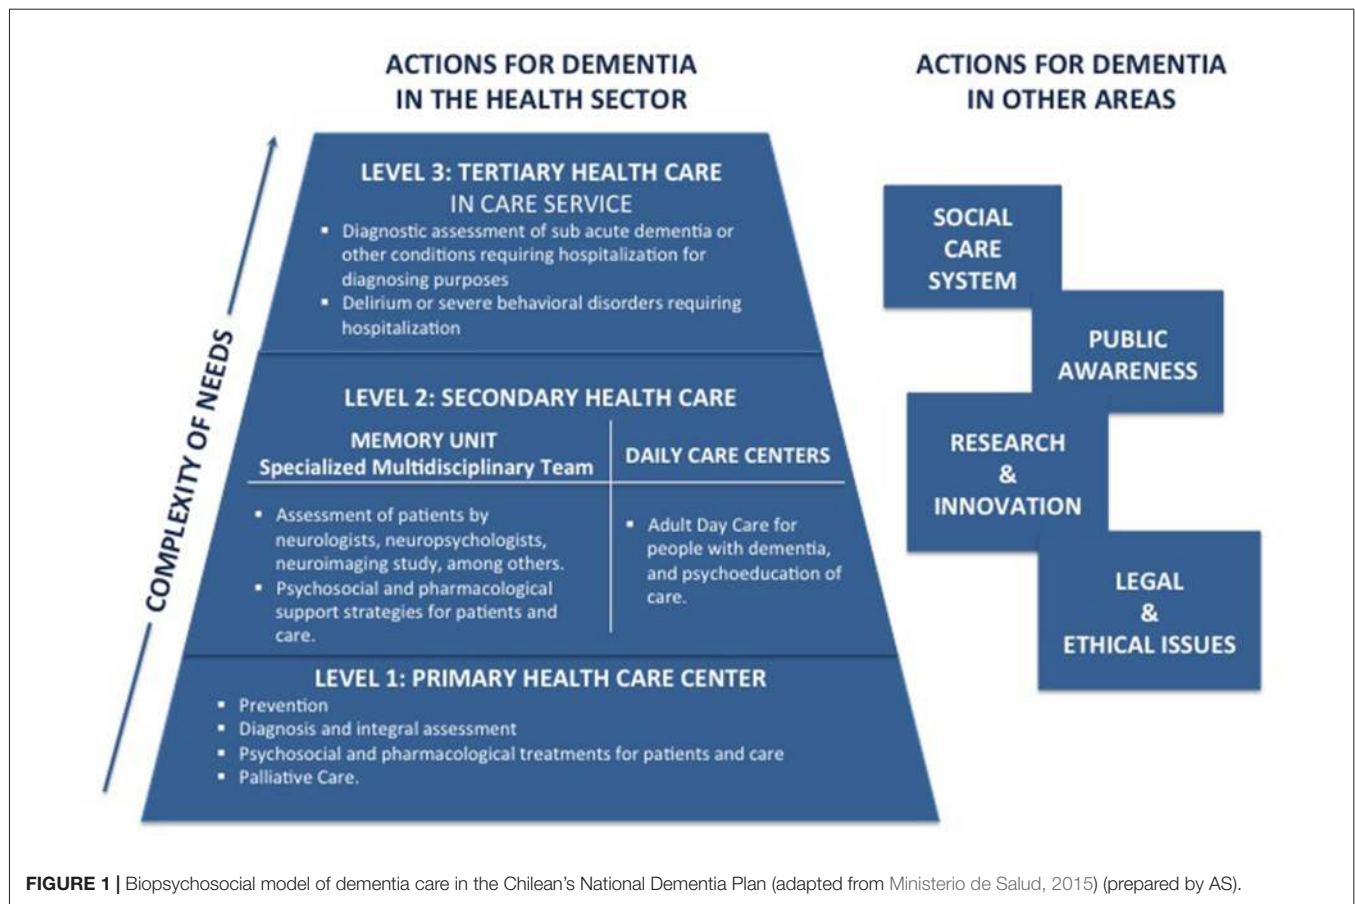 ACTIONS FOR DEMENTIA
IN THE HEALTH SECTOR
ACTIONS FOR DEMENTIA
IN OTHER AREAS
COMPLEXITY OF NEEDS
LEVEL 3: TERTIARY HEALTH CARE
IN CARE SERVICE
▪ Diagnostic assessment of sub acute dementia or
other conditions requiring hospitalization for
diagnosing purposes
▪ Delirium or severe behavioral disorders requiring
hospitalization
LEVEL 2: SECONDARY HEALTH CARE
MEMORY UNIT
Specialized Multidisciplinary Team
▪ Assessment of patients by
neurologists, neuropsychologists,
neuroimaging study, among others.
▪ Psychosocial and pharmacological
support strategies for patients and
care.
DAILY CARE CENTERS
▪ Adult Day Care for
people with dementia,
and psychoeducation of
care.
LEVEL 1: PRIMARY HEALTH CARE CENTER
▪ Prevention
▪ Diagnosis and integral assessment
▪ Psychosocial and pharmacological treatments for patients and care
▪ Palliative Care.
SOCIAL
CARE
SYSTEM
PUBLIC
AWARENESS
RESEARCH
&
INNOVATION
LEGAL
&
ETHICAL ISSUES
FIGURE 1 | Biopsychosocial model of dementia care in the Chilean's National Dementia Plan (adapted from Ministerio de Salud, 2015) (prepared by AS).